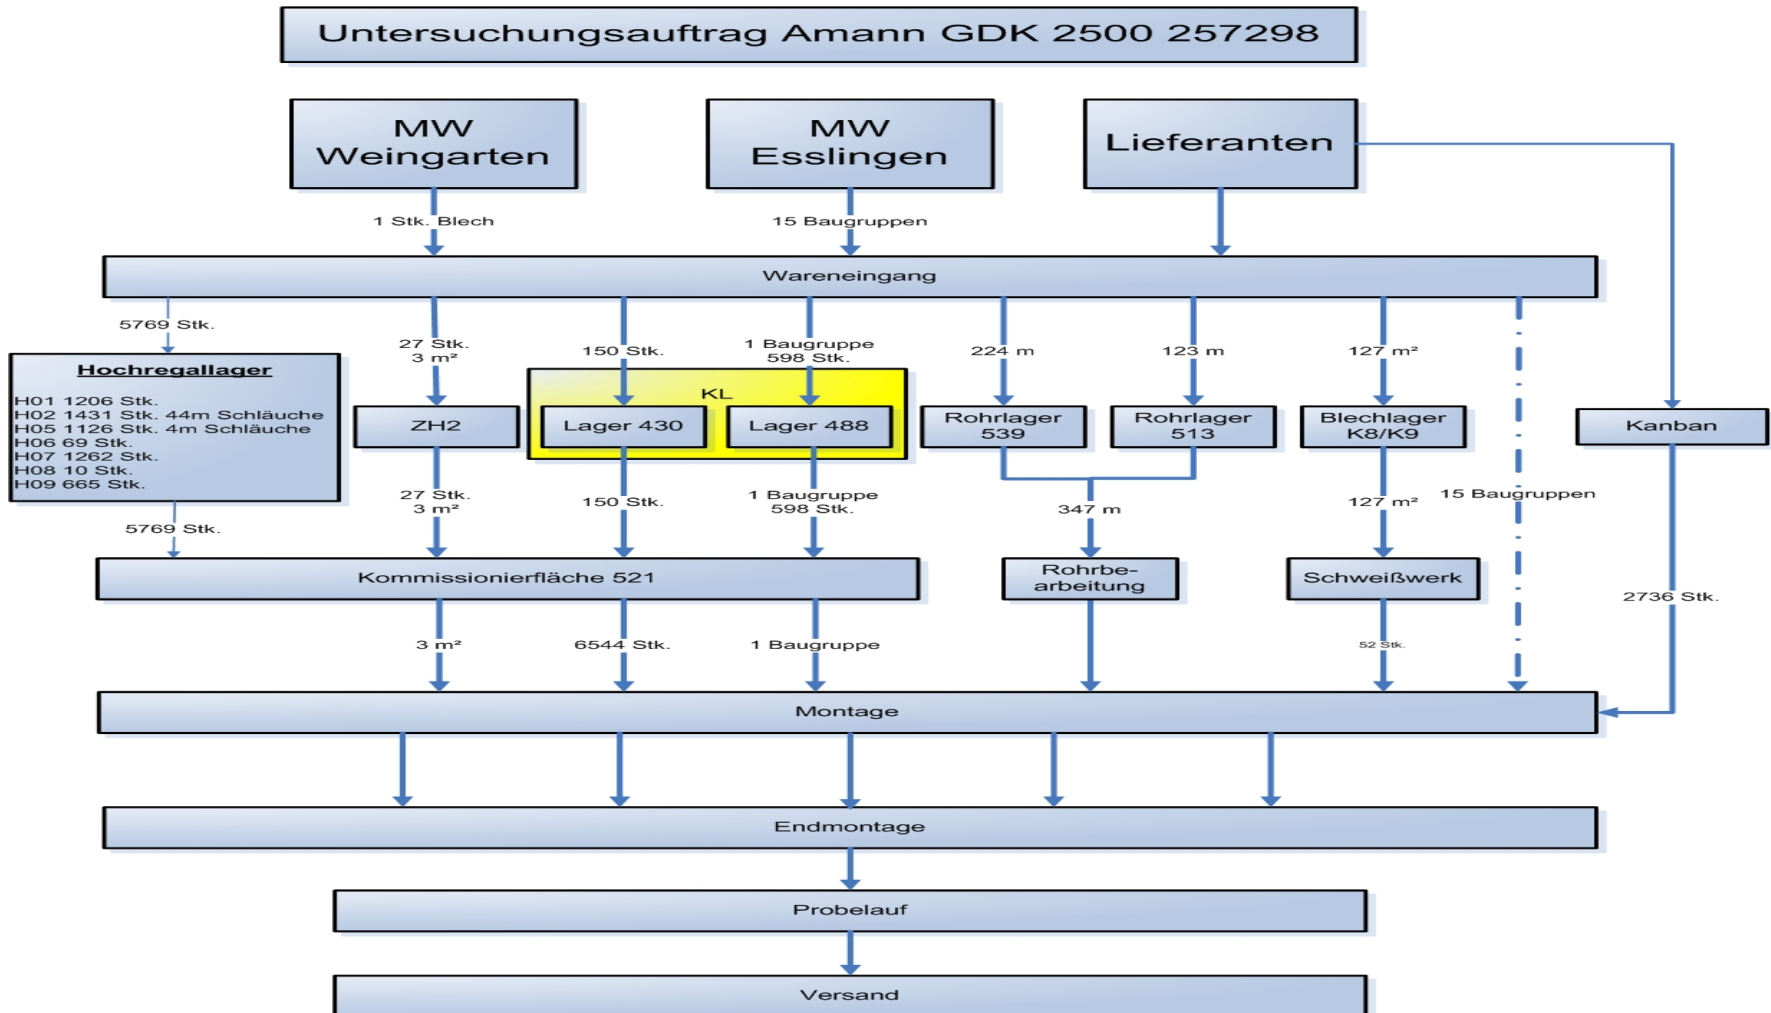 Untersuchungsauftrag Amann GDK 2500 257298
MW
Weingarten
MW
Esslingen
Lieferanten
1 Stk. Blech
15 Baugruppen
Wareneingang
5769 Stk.
27 Stk.
3 m²
150 Stk.
1 Baugruppe
598 Stk.
224 m
123 m
127 m²
Hochregallager
H01 1206 Stk.
H02 1431 Stk. 44m Schläuche
H05 1126 Stk. 4m Schläuche
H06 69 Stk.
H07 1262 Stk.
H08 10 Stk.
H09 665 Stk.
KL
ZH2
Lager 430
Lager 488
Rohrlager
539
Rohrlager
513
Blechlager
K8/K9
Kanban
5769 Stk.
27 Stk.
3 m²
150 Stk.
1 Baugruppe
598 Stk.
347 m
127 m²
15 Baugruppen
Kommissionierfläche 521
Rohrbe-
arbeitung
Schweißwerk
2736 Stk.
3 m²
6544 Stk.
1 Baugruppe
52 Stk.
Montage
Endmontage
Probelauf
Versand